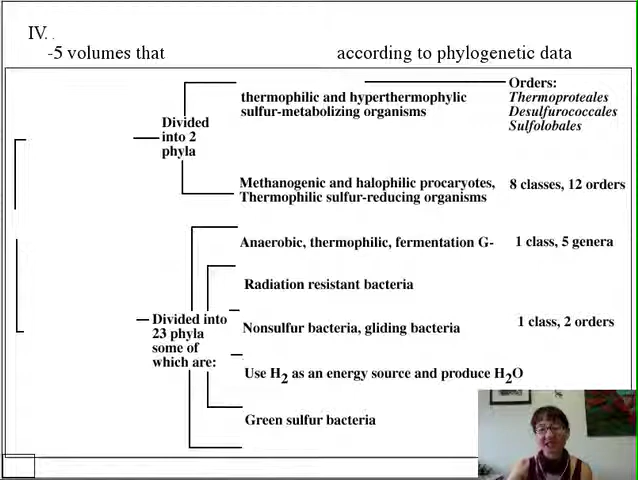 IV. .
-5 volumes that according to phylogenetic data
Orders:
thermophilic and hyperthermophylic Thermoproteales
sulfur-metabolizing organisms Desulfurococcales
Sulfolobales
Divided
into 2
phyla
Methanogenic and halophilic procaryotes, 8 classes, 12 orders
Thermophilic sulfur-reducing organisms
Anaerobic, thermophilic, fermentation G- 1 class, 5 genera
Radiation resistant bacteria
Divided into
23 phyla
some of
which are:
Nonsulfur bacteria, gliding bacteria 1 class, 2 orders
Use H2 as an energy source and produce H2O
Green sulfur bacteria